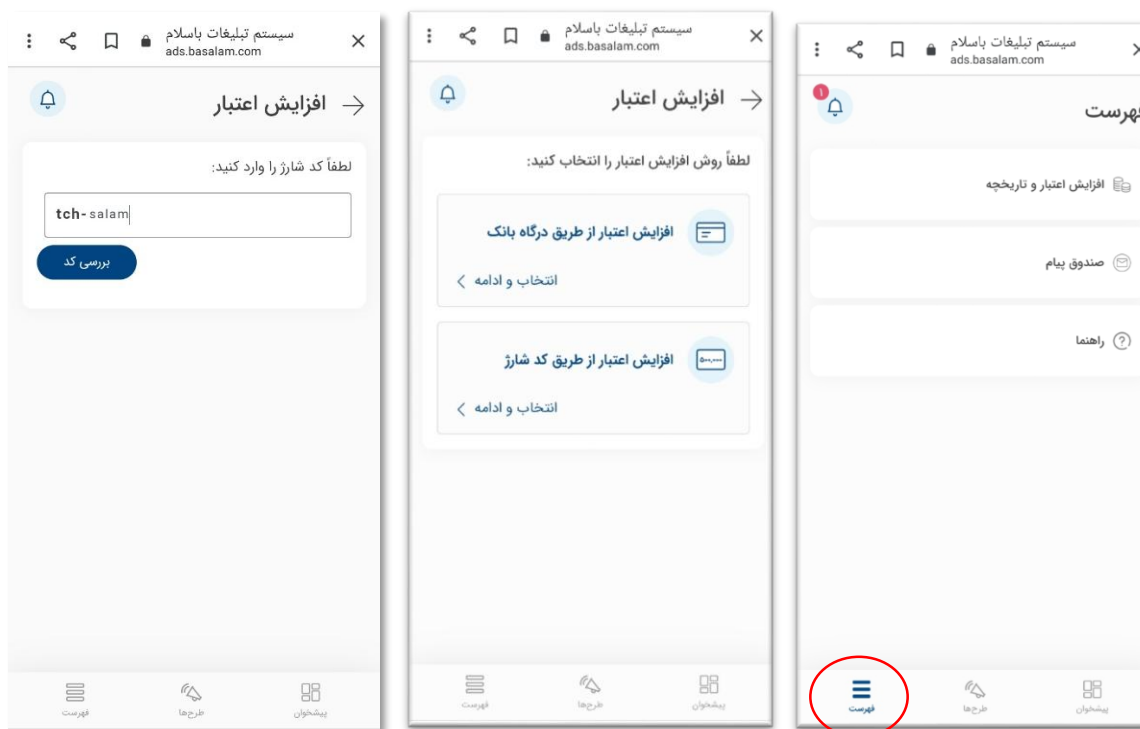 سیستم تبلیغات باسلام
ads.basalam.com
فهرست
۱
افزایش اعتبار و تاریخچه
صندوق پیام
راهنما
پیشخوان
طرح‌ها
فهرست
سیستم تبلیغات باسلام
ads.basalam.com
افزایش اعتبار
لطفاً روش افزایش اعتبار را انتخاب کنید:
افزایش اعتبار از طریق درگاه بانک
انتخاب و ادامه
افزایش اعتبار از طریق کد شارژ
انتخاب و ادامه
پیشخوان
طرح‌ها
فهرست
سیستم تبلیغات باسلام
ads.basalam.com
افزایش اعتبار
لطفاً کد شارژ را وارد کنید:
tch-salam
بررسی کد
پیشخوان
طرح‌ها
فهرست